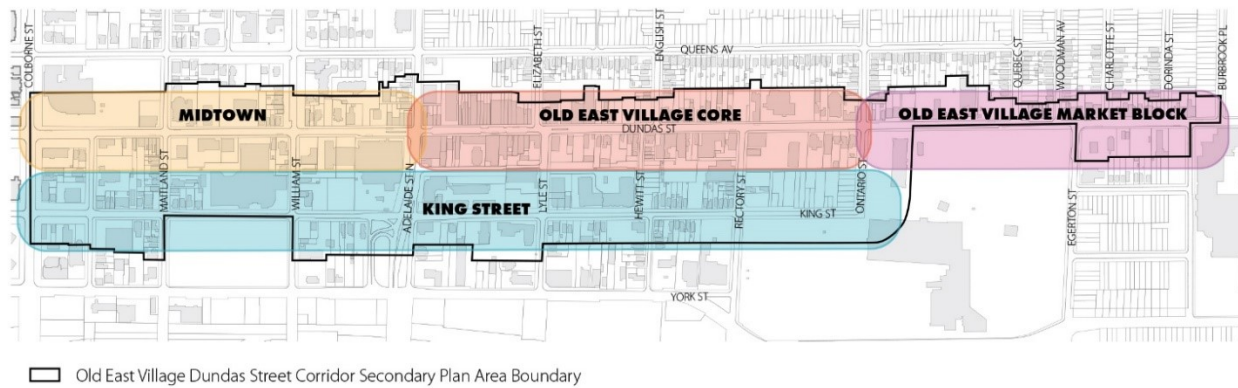 COLBORNE ST
MAITLAND ST
WILLIAM ST
ADELAIDE ST N
ELIZABETH ST
LYLE ST
ENGLISH ST
HEWITT ST
RECTORY ST
ONTARIO ST
QUEBEC ST
WOODMAN AV
CHARLOTTE ST
DORINDA ST
BURBROOK PL
EGERTON ST
QUEENS AV
MIDTOWN
OLD EAST VILLAGE CORE
OLD EAST VILLAGE MARKET BLOCK
DUNDAS ST
KING STREET
KING ST
YORK ST
Old East Village Dundas Street Corridor Secondary Plan Area Boundary